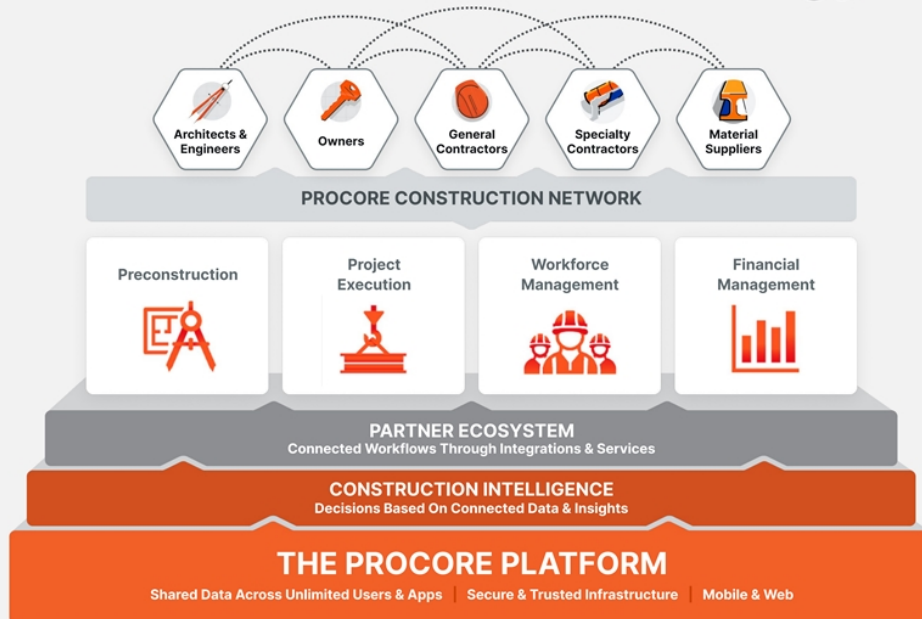 Architects &
Engineers
Owners
General
Contractors
Specialty
Contractors
Material
Suppliers
PROCORE CONSTRUCTION NETWORK
Preconstruction
Project
Execution
Workforce
Management
Financial
Management
PARTNER ECOSYSTEM
Connected Workflows Through Integrations & Services
CONSTRUCTION INTELLIGENCE
Decisions Based On Connected Data & Insights
THE PROCORE PLATFORM
Shared Data Across Unlimited Users & Apps | Secure & Trusted Infrastructure | Mobile & Web